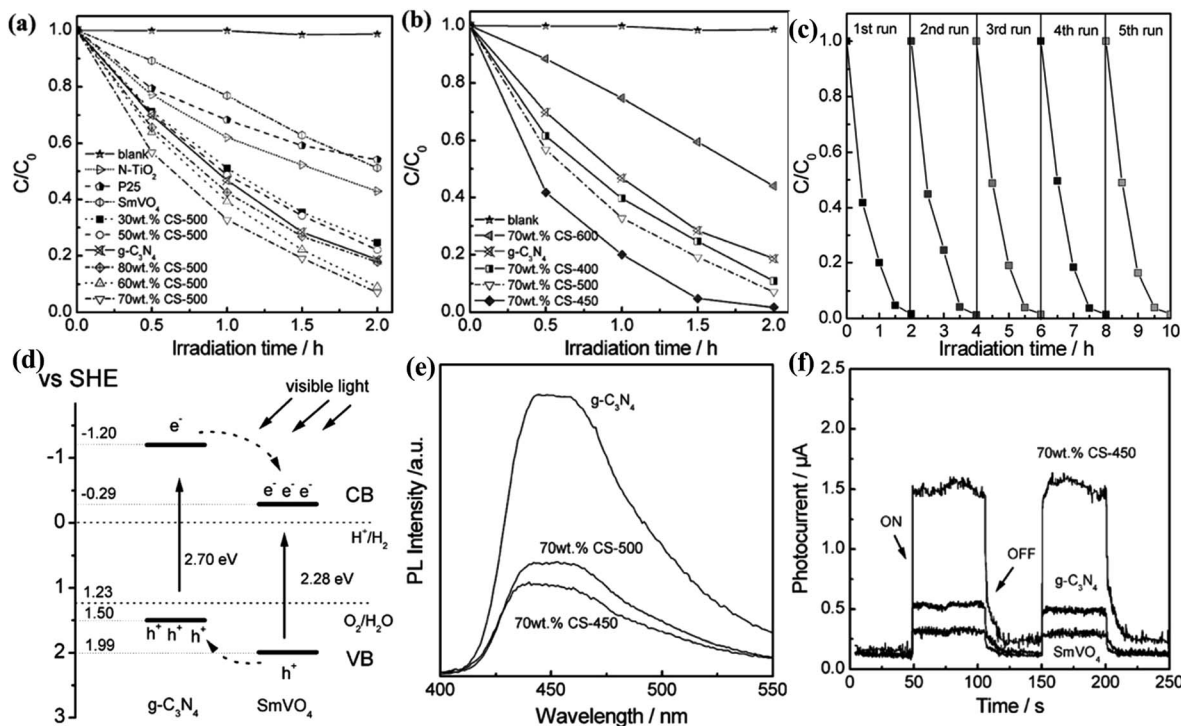 (a)
1.0
0.8
0.6
0.4
0.2
0.0
C/C0
blank
N-TiO2
P25
SmVO4
30wt.% CS-500
50wt.% CS-500
g-C3N4
80wt.% CS-500
60wt.% CS-500
70wt.% CS-500
0.0 0.5 1.0 1.5 2.0
Irradiation time / h
(b)
1.0
0.8
0.6
0.4
0.2
0.0
C/C0
blank
70wt.% CS-600
g-C3N4
70wt.% CS-400
70wt.% CS-500
70wt.% CS-450
0.0 0.5 1.0 1.5 2.0
Irradiation time / h
(c)
1st run 2nd run 3rd run 4th run 5th run
1.0
0.8
0.6
0.4
0.2
0.0
C/C0
0 1 2 3 4 5 6 7 8 9 10
Irradiation time / h
(d)
vs SHE
visible light
-1.20
e-
-1
-0.29
e- e- e-
CB
0
H+/H2
2.70 eV
2.28 eV
1
1.23
1.50
O2/H2O
h+ h+ h+
1.99
2
VB
h+
3
g-C3N4 SmVO4
(e)
PL Intensity /a.u.
g-C3N4
70wt.% CS-500
70wt.% CS-450
400 450 500 550
Wavelength / nm
(f)
2.5
2.0
1.5
1.0
0.5
0.0
Photocurrent / µA
70wt.% CS-450
ON
OFF
g-C3N4
SmVO4
0 50 100 150 200 250
Time / s